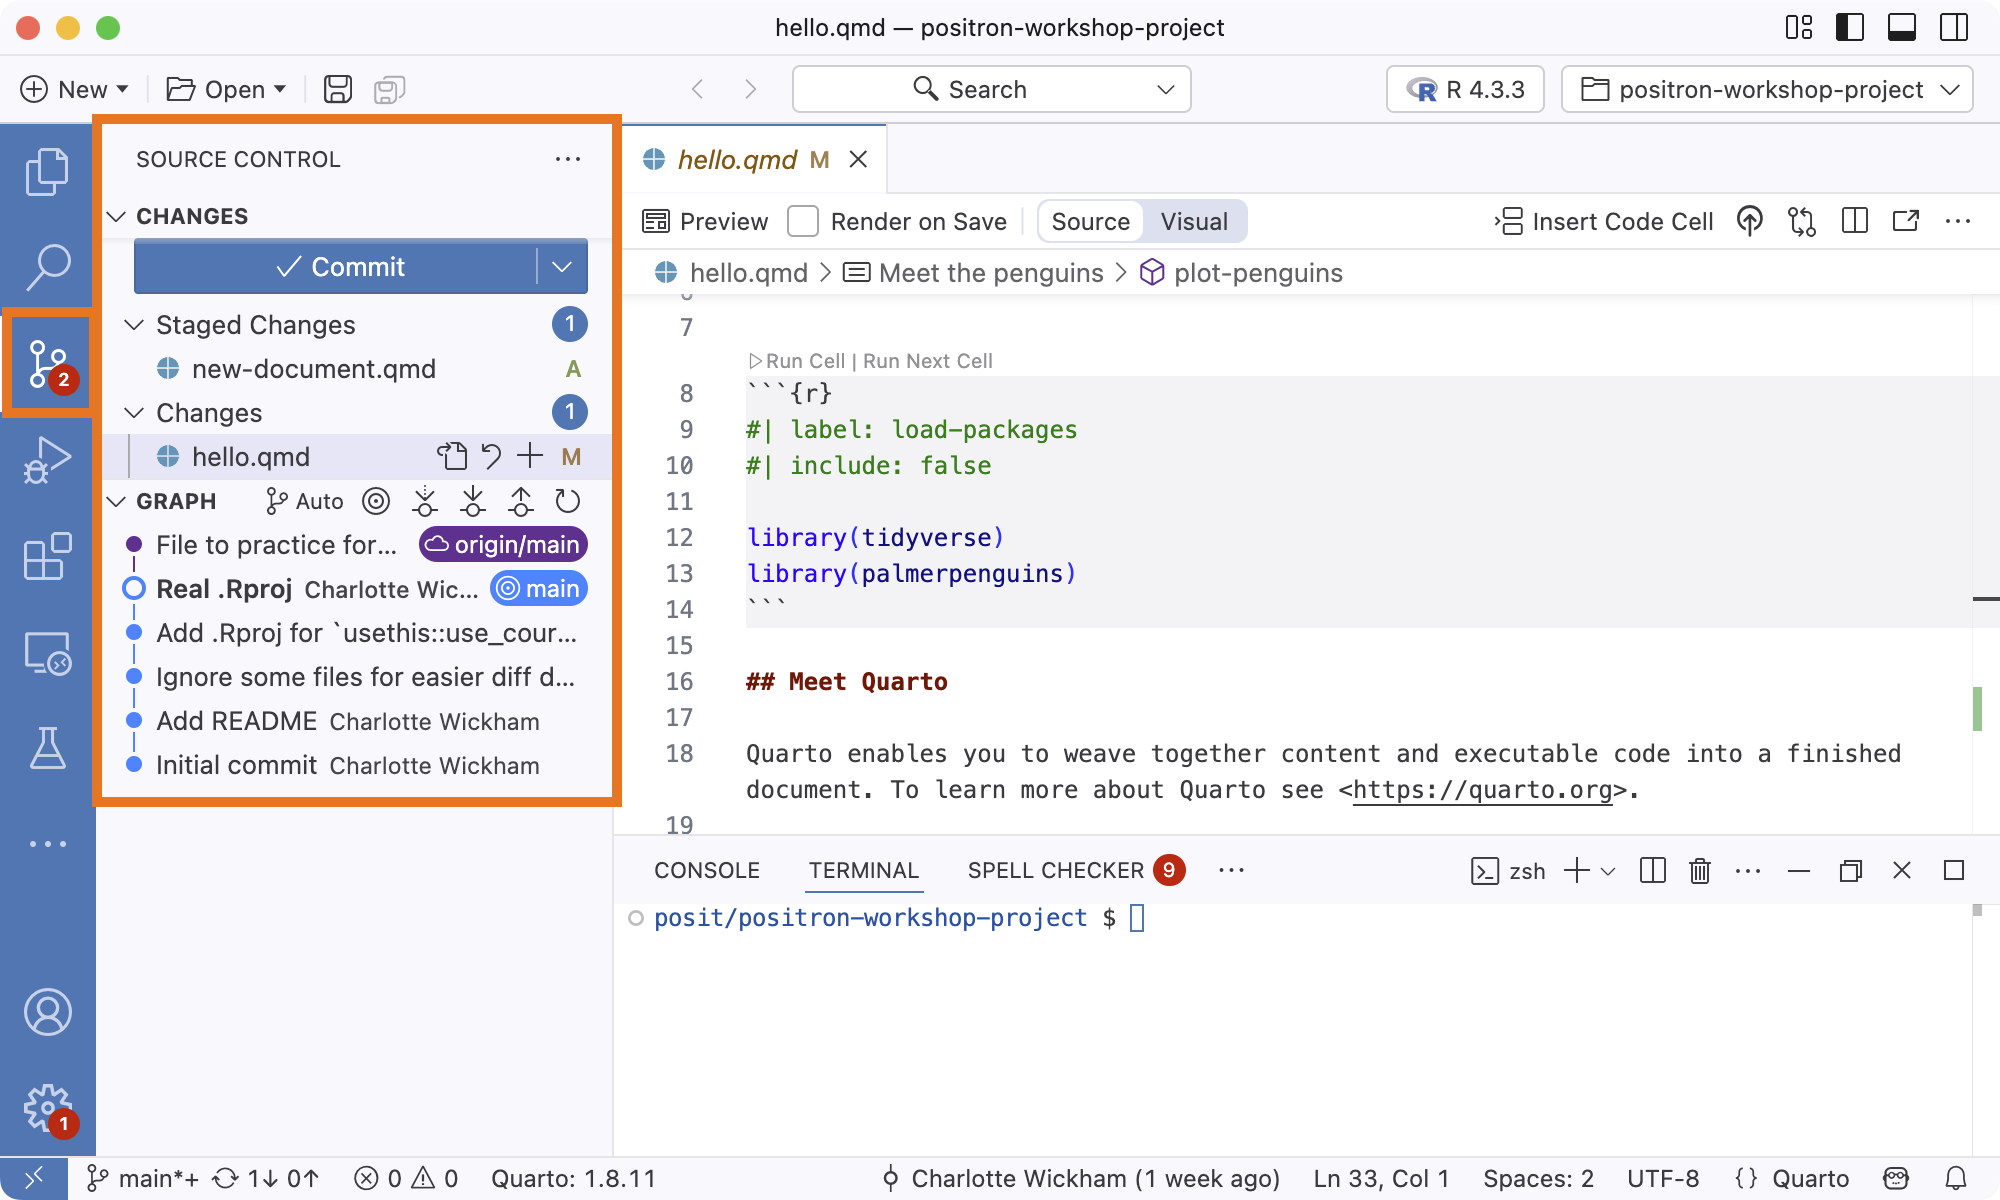 hello.qmd — positron-workshop-project
New
Open
Search
R 4.3.3
positron-workshop-project
SOURCE CONTROL
CHANGES
Commit
Staged Changes 1
new-document.qmd A
Changes 1
hello.qmd M
GRAPH Auto
File to practice for... origin/main
Real .Rproj Charlotte Wic... main
Add .Rproj for `usethis::use_cour...
Ignore some files for easier diff d...
Add README Charlotte Wickham
Initial commit Charlotte Wickham
2
1
hello.qmd M
Preview Render on Save Source Visual Insert Code Cell
hello.qmd > Meet the penguins > plot-penguins
7
Run Cell | Run Next Cell
8 ```{r}
9 #| label: load-packages
10 #| include: false
11
12 library(tidyverse)
13 library(palmerpenguins)
14 ```
15
16 ## Meet Quarto
17
18 Quarto enables you to weave together content and executable code into a finished
document. To learn more about Quarto see <https://quarto.org>.
19
CONSOLE TERMINAL SPELL CHECKER 9 zsh
posit/positron-workshop-project $
main*+ 1↓ 0↑ 0 0 Quarto: 1.8.11 Charlotte Wickham (1 week ago) Ln 33, Col 1 Spaces: 2 UTF-8 {} Quarto